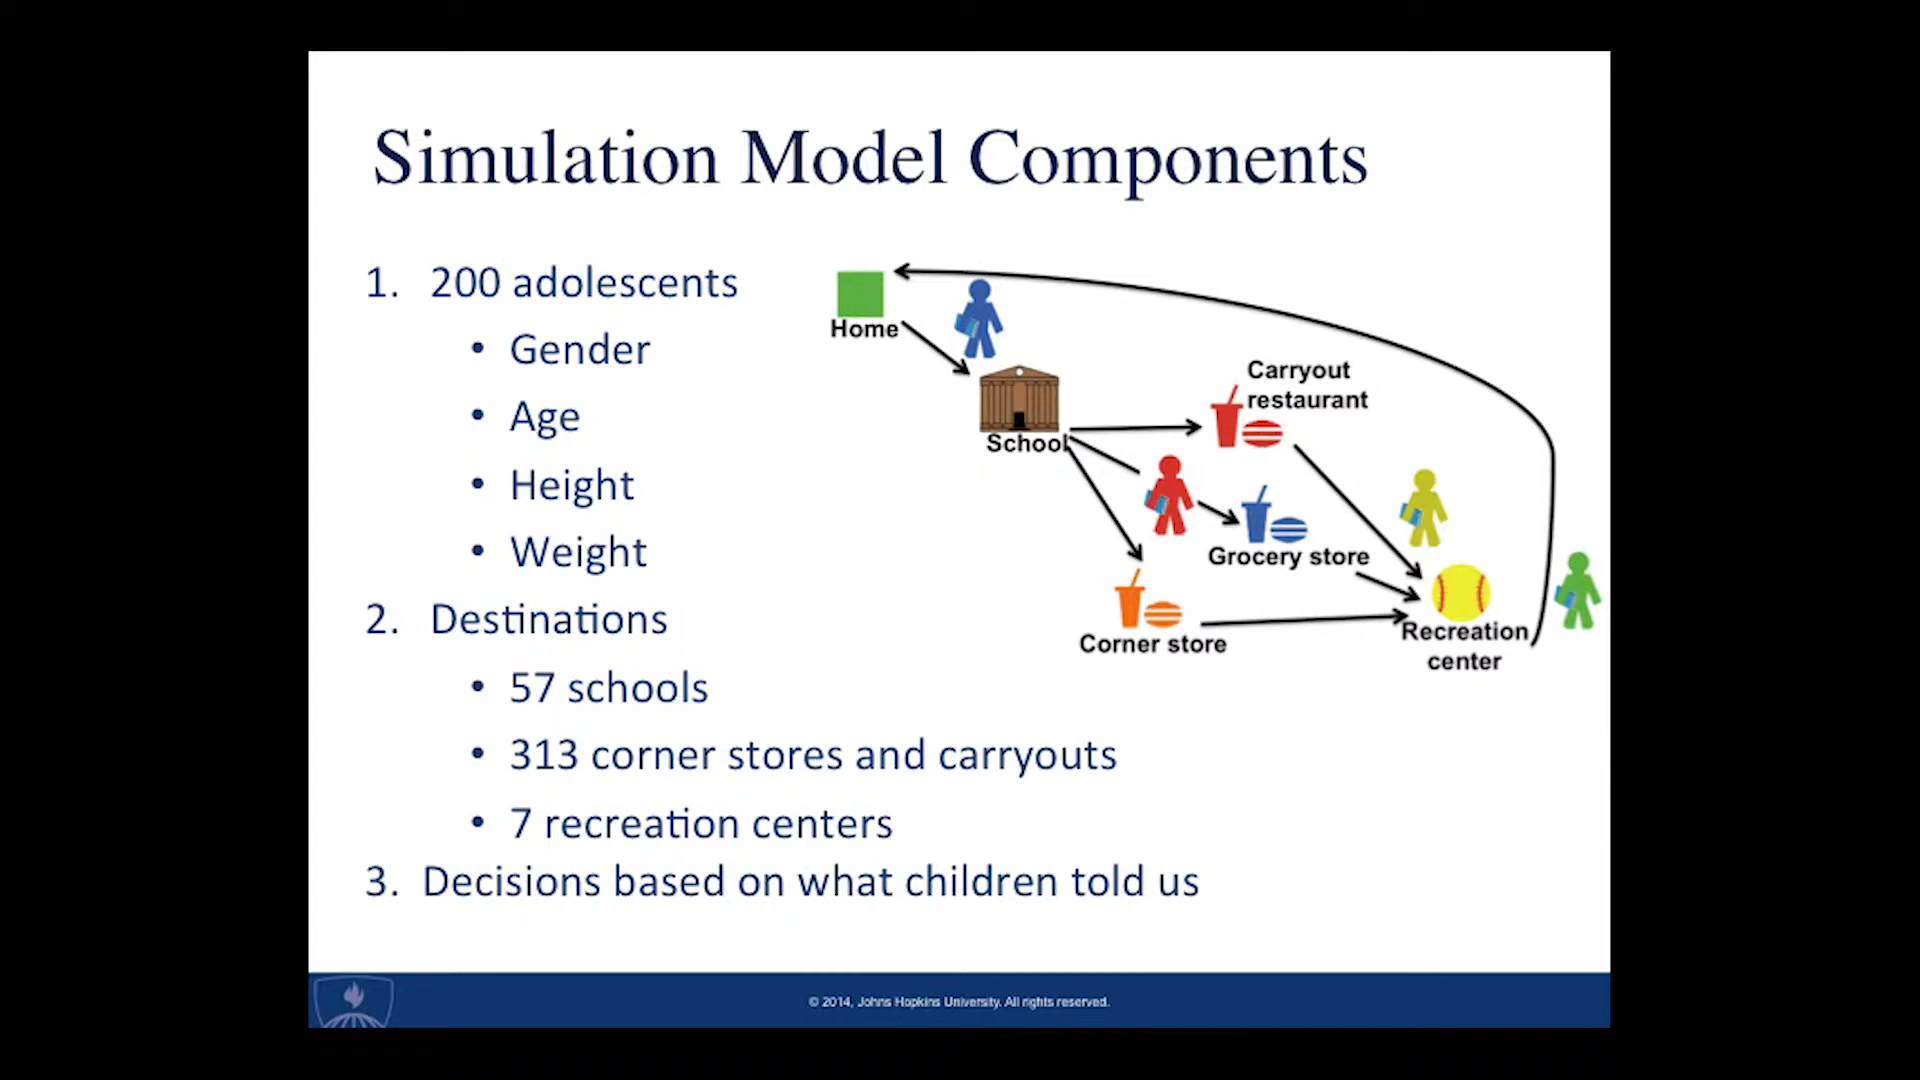 Simulation Model Components
1. 200 adolescents
• Gender
• Age
• Height
• Weight
2. Destinations
• 57 schools
• 313 corner stores and carryouts
• 7 recreation centers
3. Decisions based on what children told us
Home
School
Carryout
restaurant
Grocery store
Corner store
Recreation
center
© 2014, Johns Hopkins University. All rights reserved.